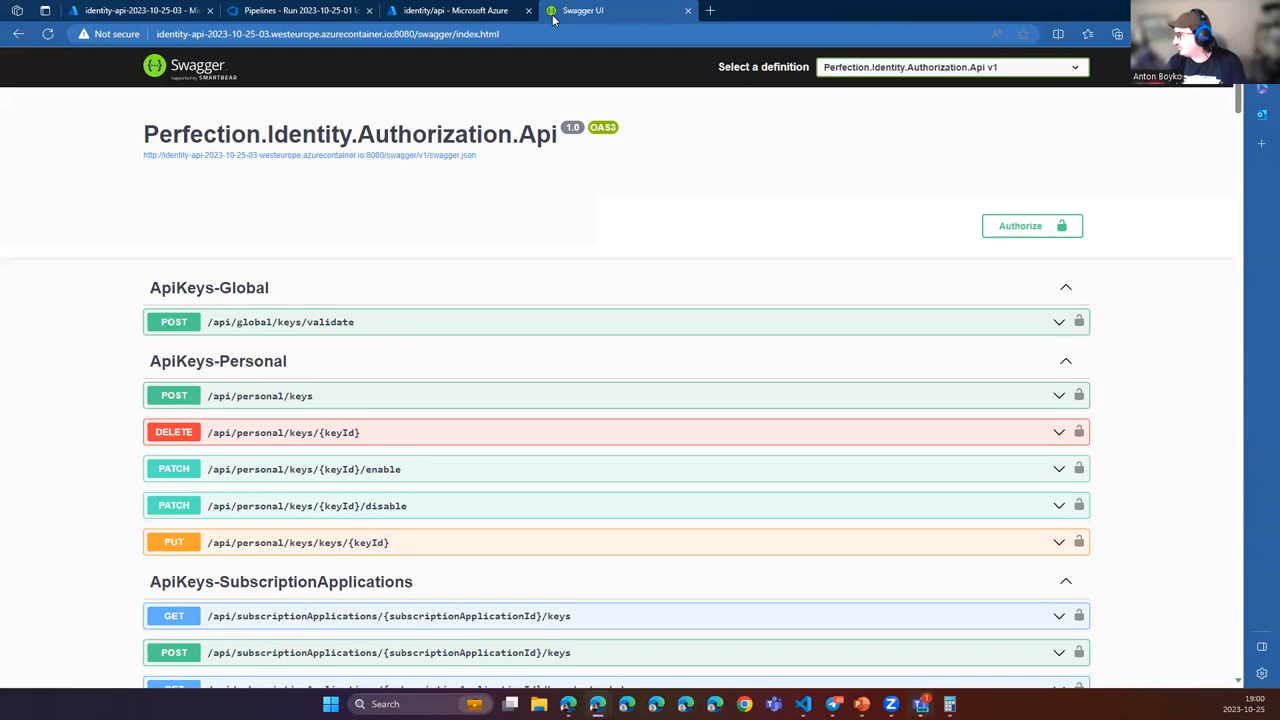 identity-api-2023-10-25-03 - M
Pipelines - Run 2023-10-25-01 l
identity/api - Microsoft Azure
Swagger UI
Not secure
identity-api-2023-10-25-03.westeurope.azurecontainer.io:8080/swagger/index.html
Anton Boyko
Swagger.
Supported by SMARTBEAR
Select a definition
Perfection.Identity.Authorization.Api v1
Perfection.Identity.Authorization.Api
1.0
OAS3
http://identity-api-2023-10-25-03.westeurope.azurecontainer.io:8080/swagger/v1/swagger.json
Authorize
ApiKeys-Global
POST /api/global/keys/validate
ApiKeys-Personal
POST /api/personal/keys
DELETE /api/personal/keys/{keyId}
PATCH /api/personal/keys/{keyId}/enable
PATCH /api/personal/keys/{keyId}/disable
PUT /api/personal/keys/keys/{keyId}
ApiKeys-SubscriptionApplications
GET /api/subscriptionApplications/{subscriptionApplicationId}/keys
POST /api/subscriptionApplications/{subscriptionApplicationId}/keys
Search
1
19:00
2023-10-25